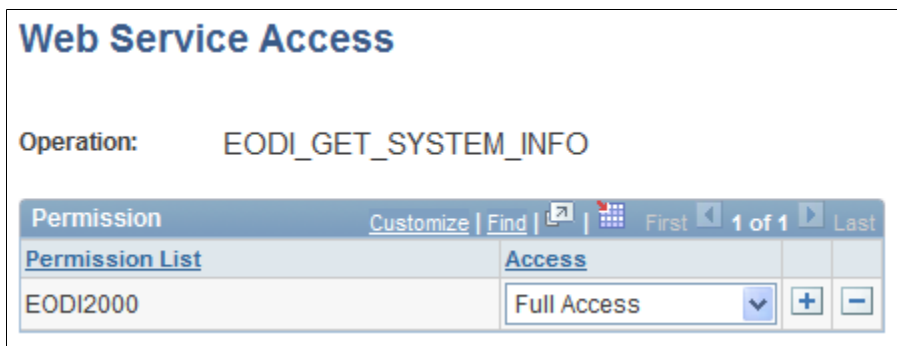 Web Service Access
Operation: EODI_GET_SYSTEM_INFO
Permission Customize | Find | | First 1 of 1 Last
Permission List Access
EODI2000 Full Access